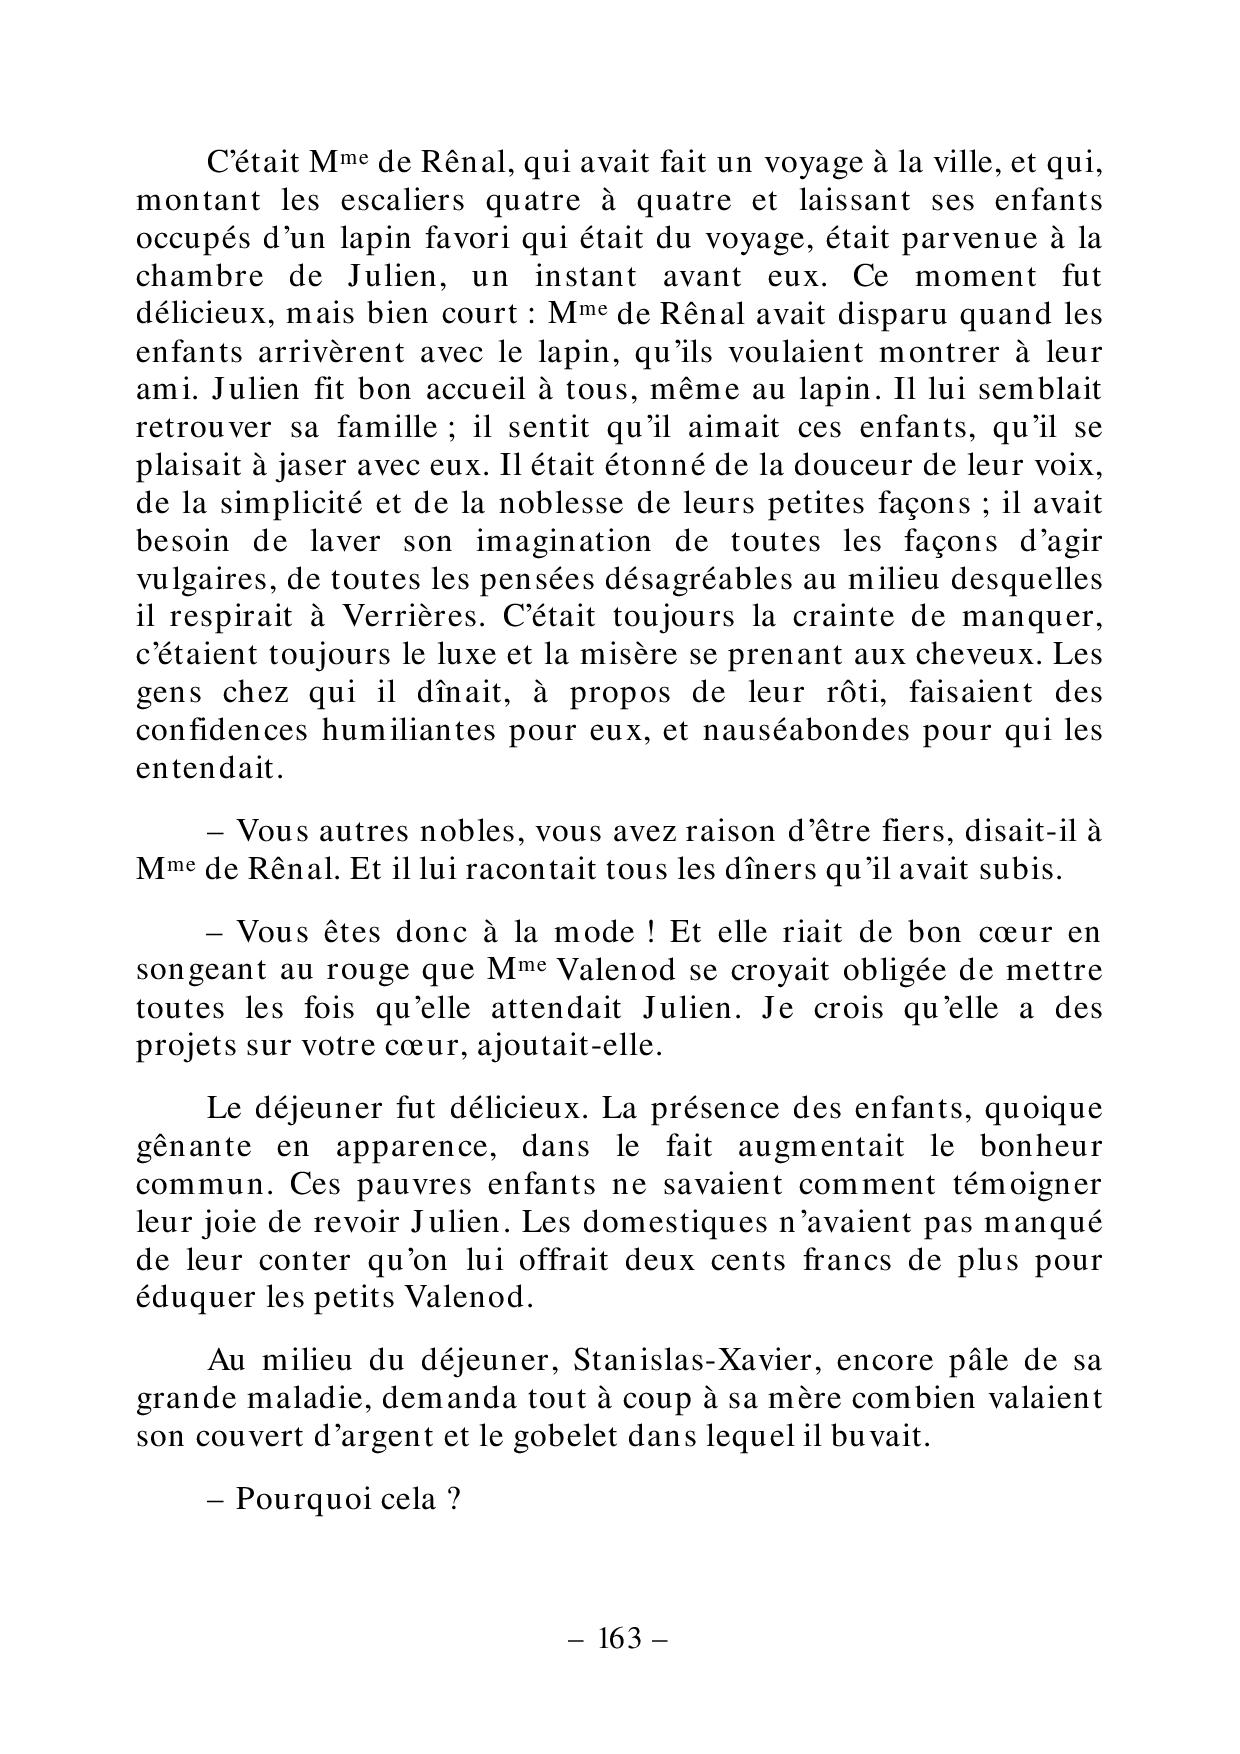 C’était Mme de Rênal, qui avait fait un voyage à la ville, et qui,
montant les escaliers quatre à quatre et laissant ses enfants
occupés d’un lapin favori qui était du voyage, était parvenue à la
chambre de Julien, un instant avant eux. Ce moment fut
délicieux, mais bien court : Mme de Rênal avait disparu quand les
enfants arrivèrent avec le lapin, qu’ils voulaient montrer à leur
ami. Julien fit bon accueil à tous, même au lapin. Il lui semblait
retrouver sa famille ; il sentit qu’il aimait ces enfants, qu’il se
plaisait à jaser avec eux. Il était étonné de la douceur de leur voix,
de la simplicité et de la noblesse de leurs petites façons ; il avait
besoin de laver son imagination de toutes les façons d’agir
vulgaires, de toutes les pensées désagréables au milieu desquelles
il respirait à Verrières. C’était toujours la crainte de manquer,
c’étaient toujours le luxe et la misère se prenant aux cheveux. Les
gens chez qui il dînait, à propos de leur rôti, faisaient des
confidences humiliantes pour eux, et nauséabondes pour qui les
entendait.
– Vous autres nobles, vous avez raison d’être fiers, disait-il à
Mme de Rênal. Et il lui racontait tous les dîners qu’il avait subis.
– Vous êtes donc à la mode ! Et elle riait de bon cœur en
songeant au rouge que Mme Valenod se croyait obligée de mettre
toutes les fois qu’elle attendait Julien. Je crois qu’elle a des
projets sur votre cœur, ajoutait-elle.
Le déjeuner fut délicieux. La présence des enfants, quoique
gênante en apparence, dans le fait augmentait le bonheur
commun. Ces pauvres enfants ne savaient comment témoigner
leur joie de revoir Julien. Les domestiques n’avaient pas manqué
de leur conter qu’on lui offrait deux cents francs de plus pour
éduquer les petits Valenod.
Au milieu du déjeuner, Stanislas-Xavier, encore pâle de sa
grande maladie, demanda tout à coup à sa mère combien valaient
son couvert d’argent et le gobelet dans lequel il buvait.
– Pourquoi cela ?
– 163 –